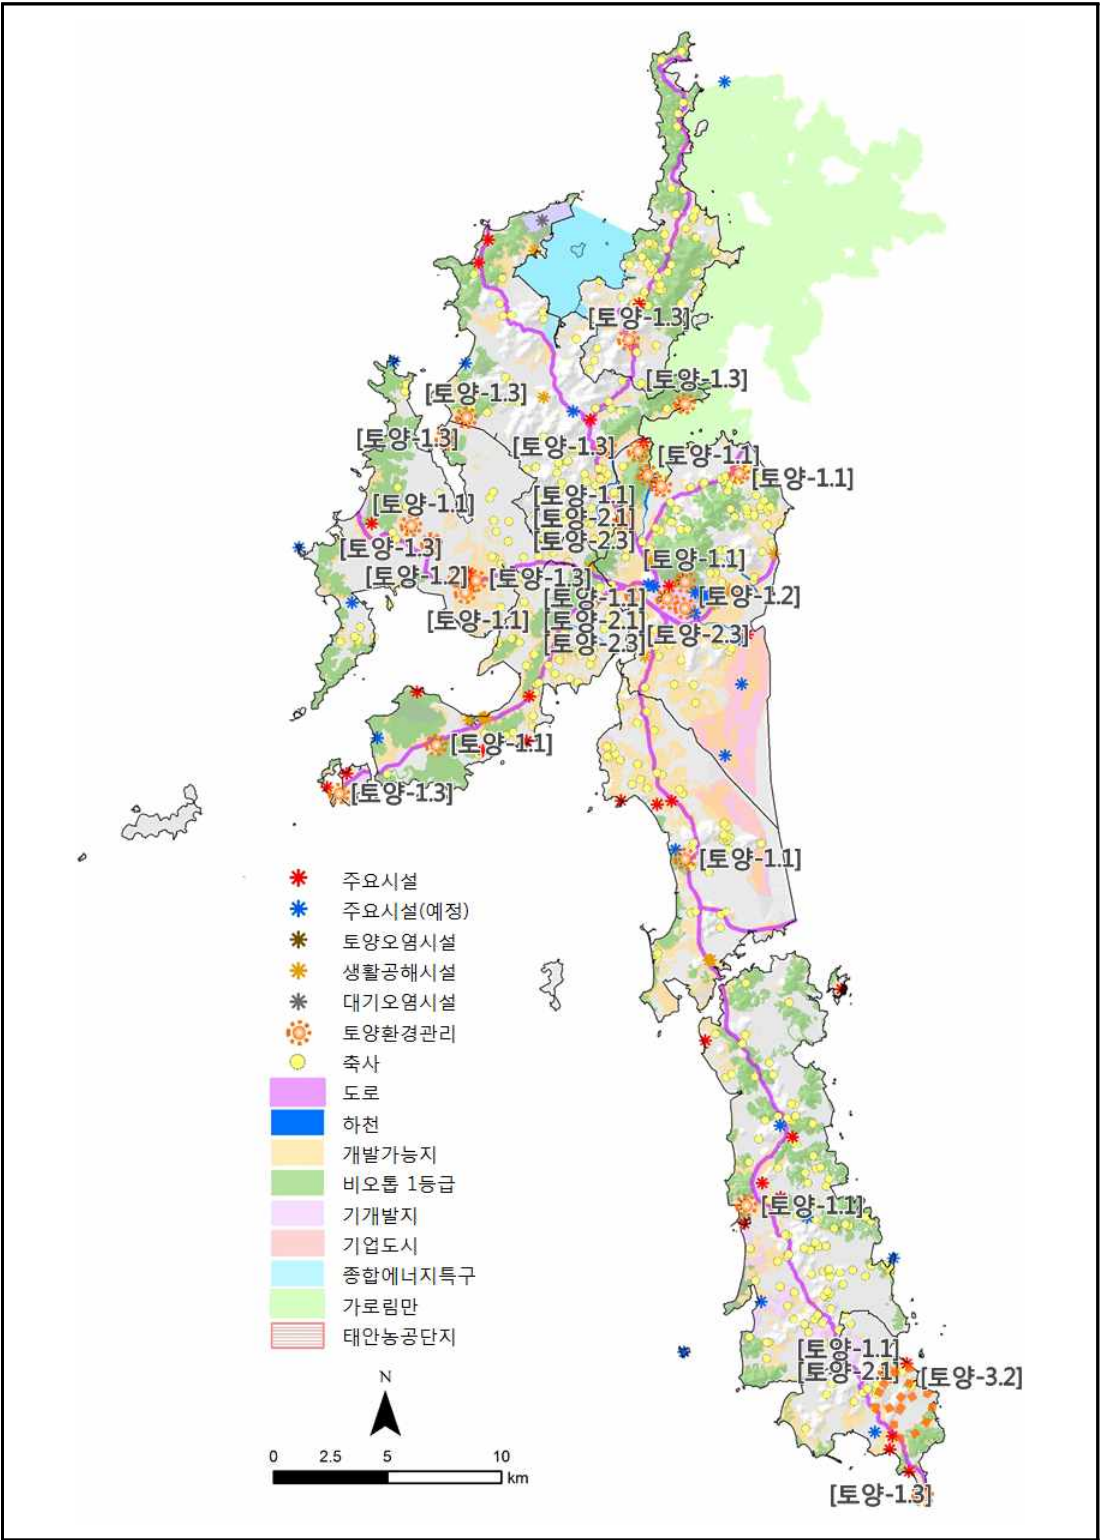 [토양-1.3]
[토양-1.3]
[토양-1.3]
[토양-1.3]
[토양-1.3]
[토양-1.1]
[토양-1.1]
[토양-1.1]
[토양-2.1]
[토양-2.3]
[토양-1.1]
[토양-1.3]
[토양-1.1]
[토양-1.2]
[토양-1.3]
[토양-1.2]
[토양-1.1]
[토양-2.1]
[토양-2.3]
[토양-1.1]
[토양-2.3]
[토양-1.1]
[토양-1.3]
[토양-1.1]
주요시설
주요시설(예정)
토양오염시설
생활공해시설
대기오염시설
토양환경관리
축사
도로
하천
개발가능지
비오톱 1등급
기개발지
기업도시
종합에너지특구
가로림만
태안농공단지
[토양-1.1]
[토양-1.1]
[토양-2.1]
[토양-3.2]
[토양-1.3]
N
0 2.5 5 10
km